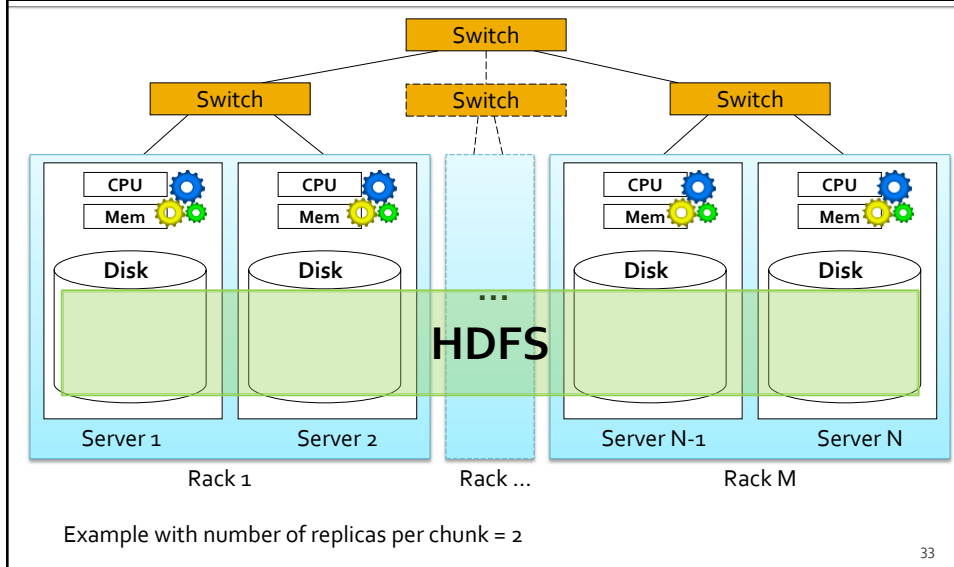 Switch
Switch
Switch
Switch
CPU
Mem
CPU
Mem
CPU
Mem
CPU
Mem
Disk
Disk
Disk
Disk
...
HDFS
Server 1
Server 2
Server N-1
Server N
Rack 1
Rack ...
Rack M
Example with number of replicas per chunk = 2
33